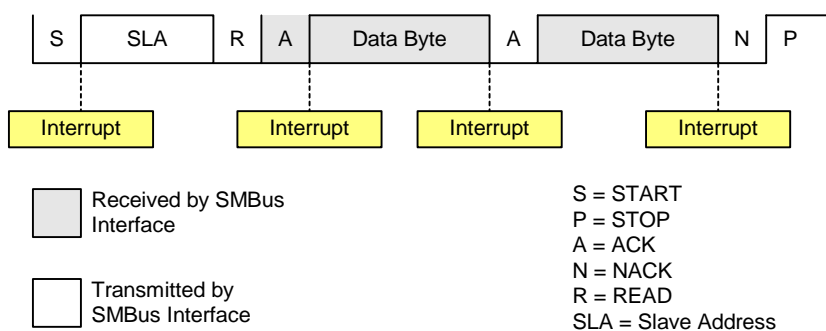 S SLA R A Data Byte A Data Byte N P
Interrupt Interrupt Interrupt Interrupt
Received by SMBus
Interface
Transmitted by
SMBus Interface
S = START
P = STOP
A = ACK
N = NACK
R = READ
SLA = Slave Address